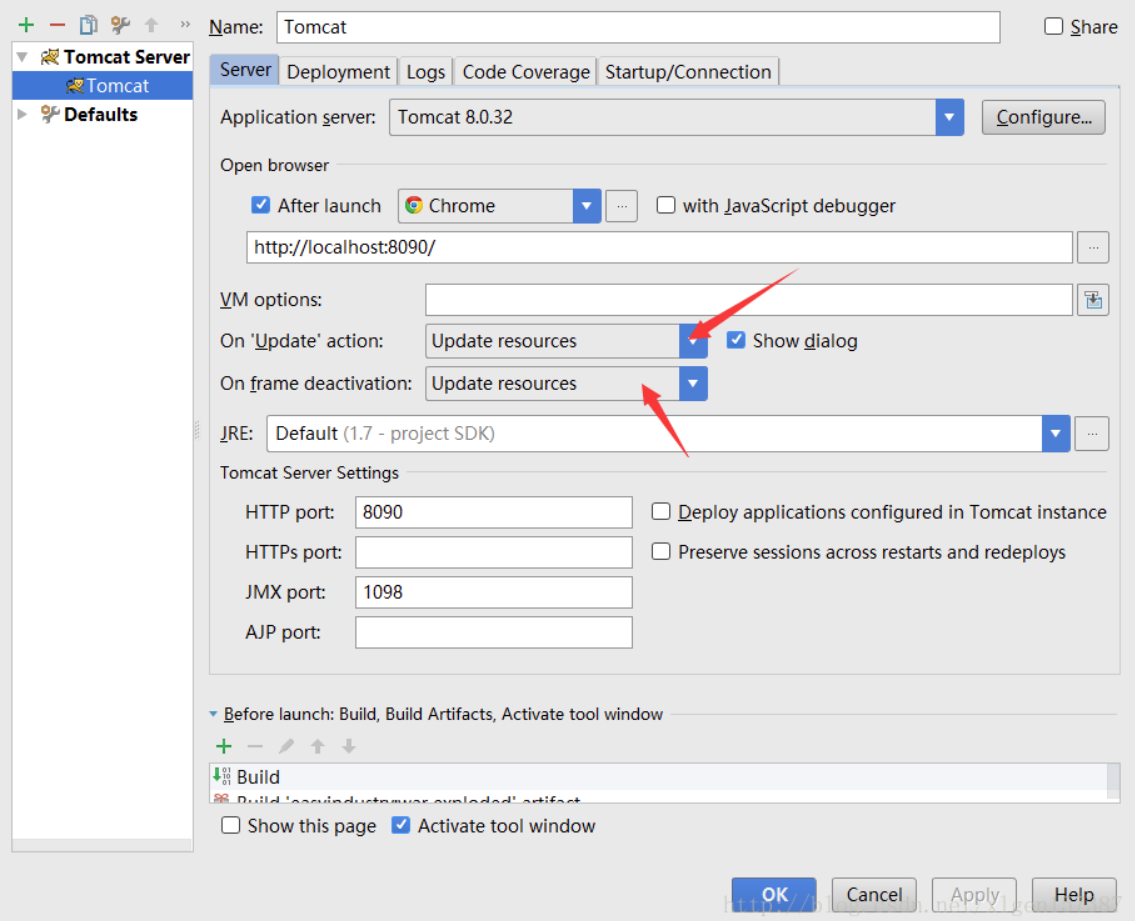 Name: Tomcat Share
Tomcat Server
Tomcat
Defaults
Server Deployment Logs Code Coverage Startup/Connection
Application server: Tomcat 8.0.32 Configure...
Open browser
After launch Chrome ... with JavaScript debugger
http://localhost:8090/ ...
VM options:
On 'Update' action: Update resources Show dialog
On frame deactivation: Update resources
JRE: Default (1.7 - project SDK) ...
Tomcat Server Settings
HTTP port: 8090 Deploy applications configured in Tomcat instance
HTTPs port: Preserve sessions across restarts and redeploys
JMX port: 1098
AJP port:
Before launch: Build, Build Artifacts, Activate tool window
Build
Build 'easyindustry:war exploded' artifact
Show this page Activate tool window
OK Cancel Apply Help